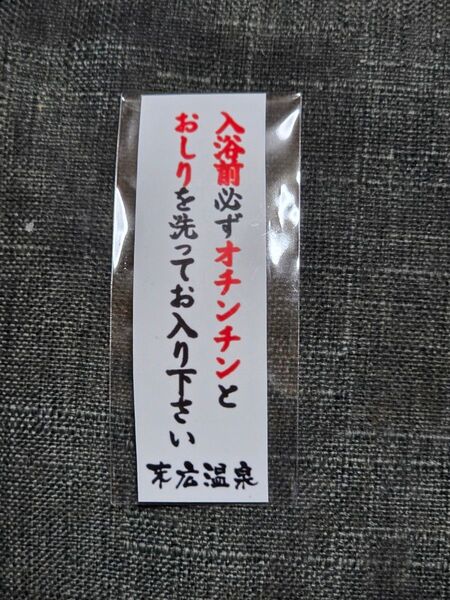 入浴前必ずオチンチンと
おしりを洗ってお入り下さい
末広温泉